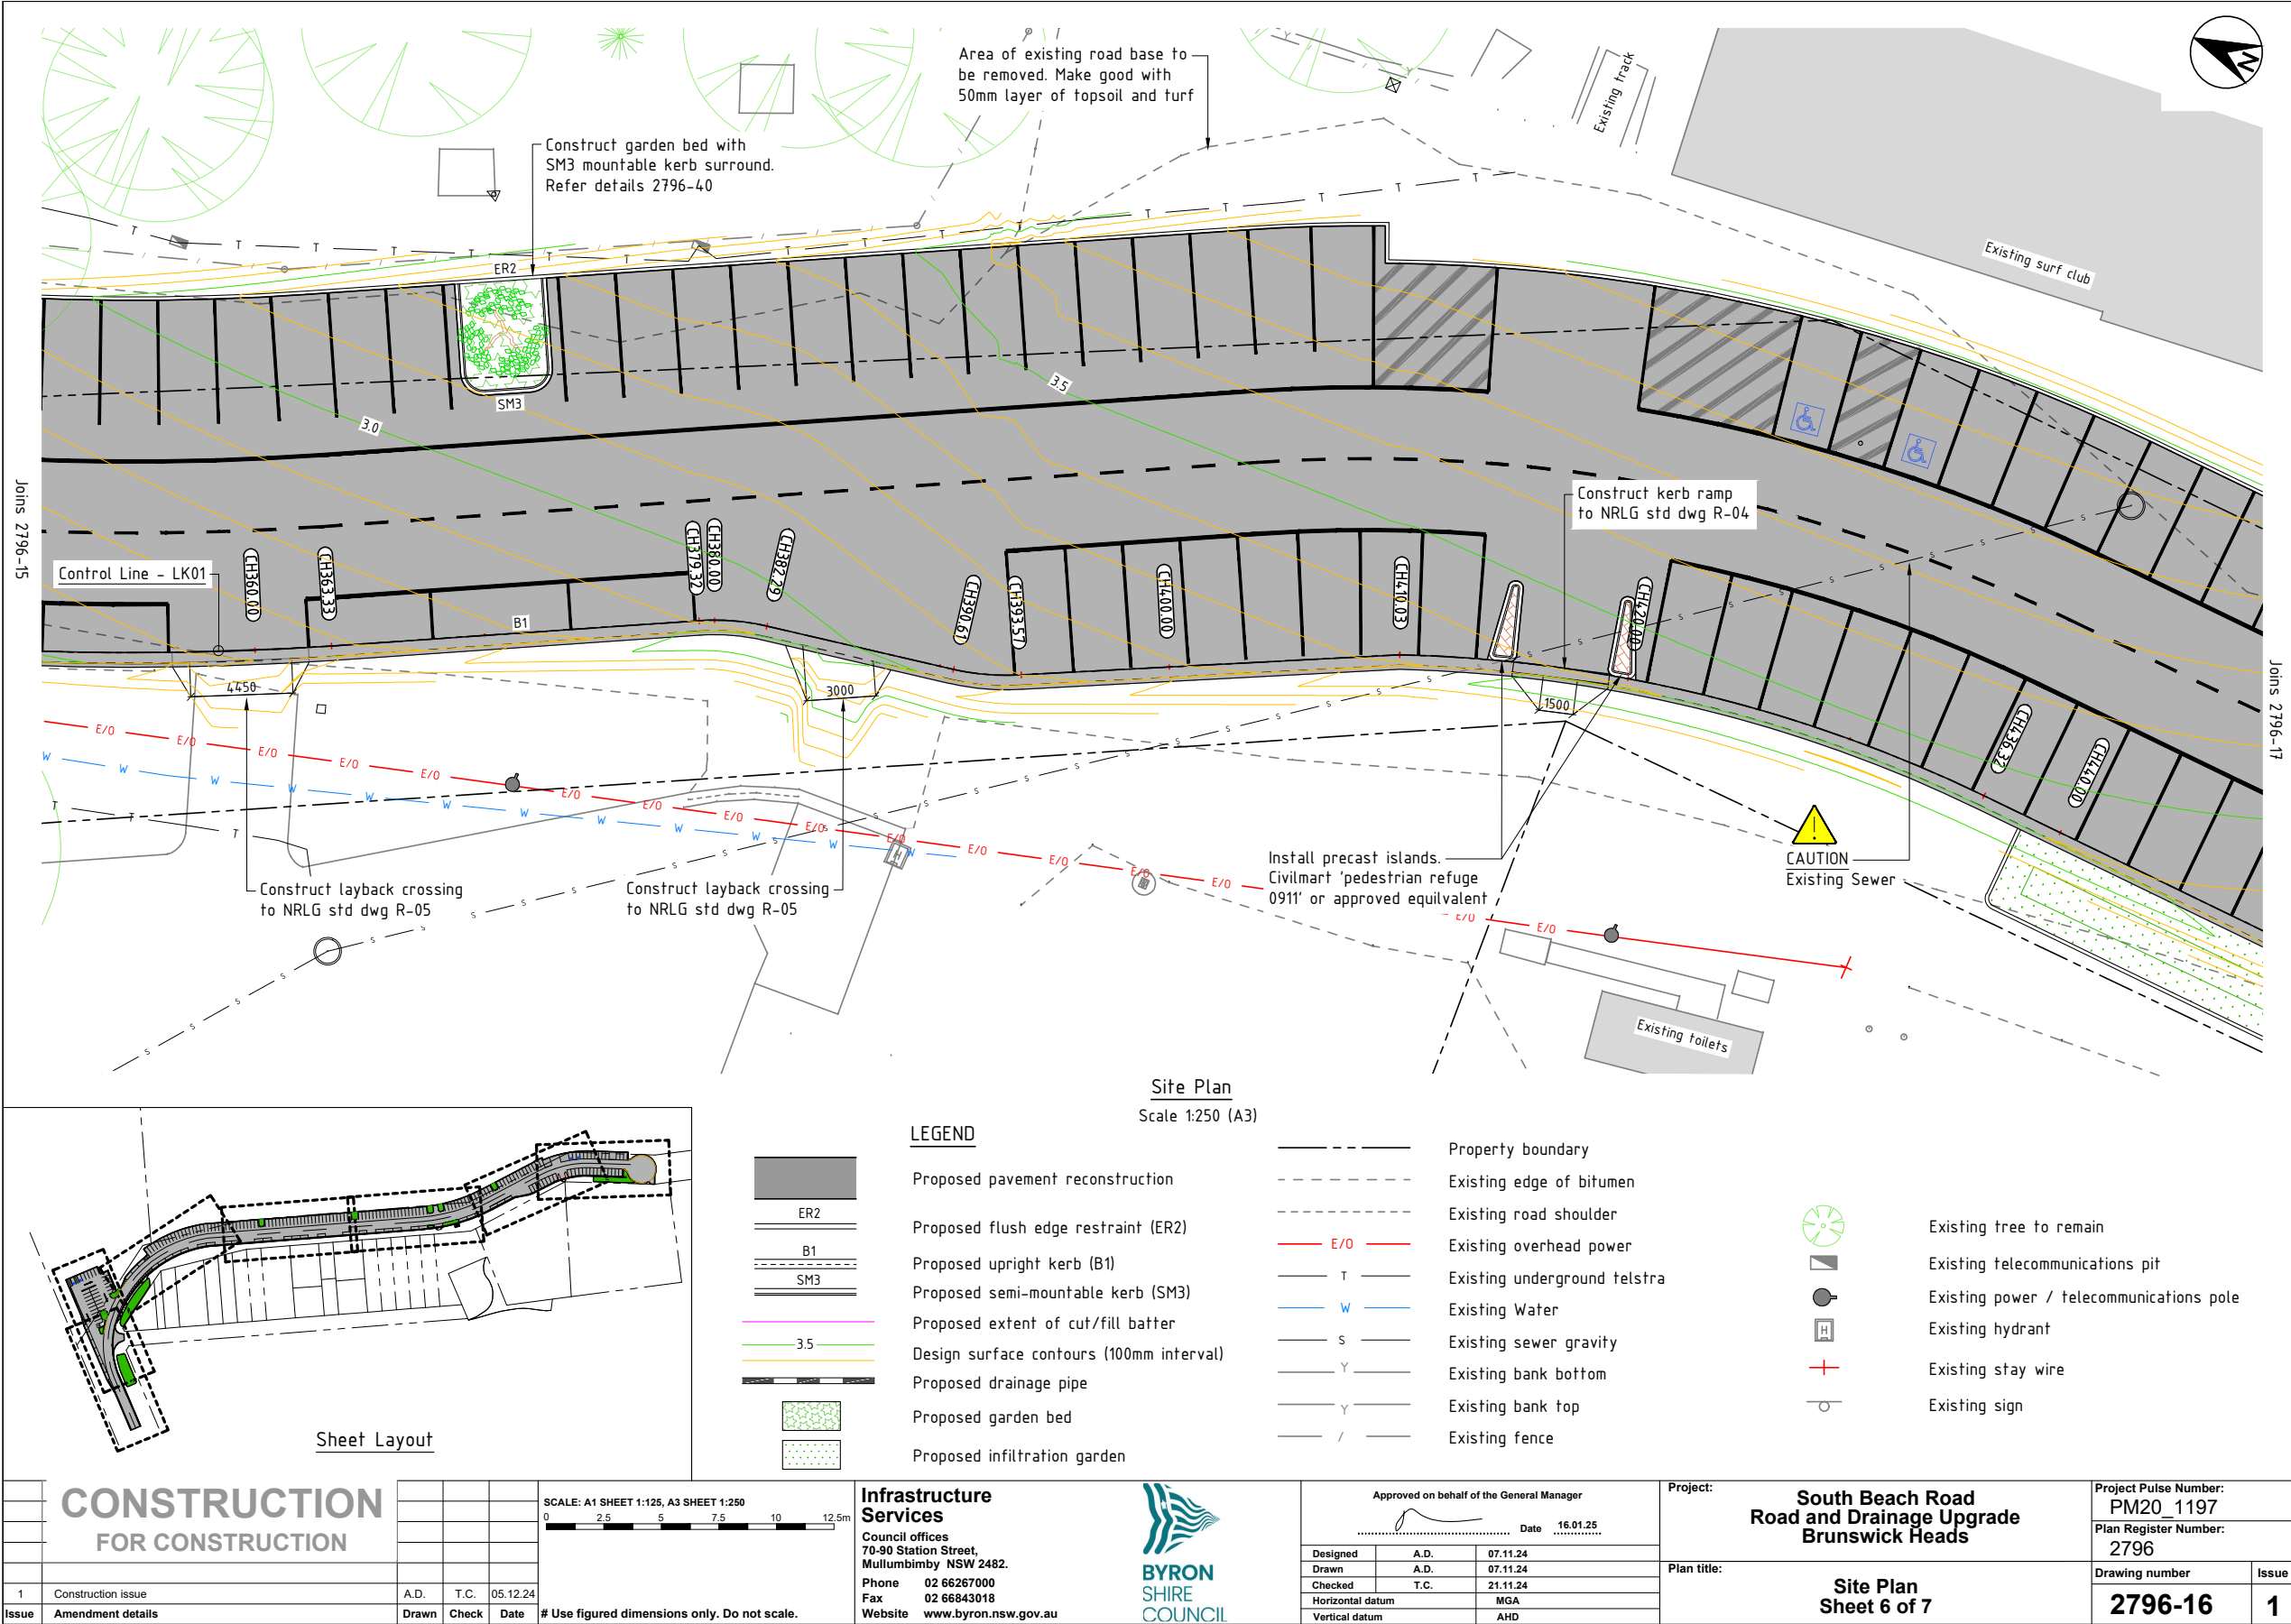 Area of existing road base to
be removed. Make good with
50mm layer of topsoil and turf
Existing track
N
Construct garden bed with
SM3 mountable kerb surround.
Refer details 2796-40
Existing surf club
ER2
SM3
3.0
3.5
Joins 2796-15
Control Line - LK01
CH360.00
CH363.33
CH379.32
CH380.00
CH382.29
CH390.61
CH393.57
CH400.00
CH410.03
CH420.00
CH436.32
CH440.00
B1
Construct kerb ramp
to NRLG std dwg R-04
Joins 2796-17
4450
3000
1500
Construct layback crossing
to NRLG std dwg R-05
Construct layback crossing
to NRLG std dwg R-05
Install precast islands.
Civilmart 'pedestrian refuge
0911' or approved equilvalent
CAUTION
Existing Sewer
Existing toilets
Site Plan
Scale 1:250 (A3)
Sheet Layout
LEGEND
Proposed pavement reconstruction
ER2
Proposed flush edge restraint (ER2)
B1
Proposed upright kerb (B1)
SM3
Proposed semi-mountable kerb (SM3)
Proposed extent of cut/fill batter
3.5
Design surface contours (100mm interval)
Proposed drainage pipe
Proposed garden bed
Proposed infiltration garden
Property boundary
Existing edge of bitumen
Existing road shoulder
E/O Existing overhead power
T Existing underground telstra
W Existing Water
S Existing sewer gravity
Y Existing bank bottom
Y Existing bank top
/ Existing fence
Existing tree to remain
Existing telecommunications pit
Existing power / telecommunications pole
H Existing hydrant
Existing stay wire
Existing sign
CONSTRUCTION
FOR CONSTRUCTION
1 Construction issue A.D. T.C. 05.12.24
Issue Amendment details Drawn Check Date
SCALE: A1 SHEET 1:125, A3 SHEET 1:250
0 2.5 5 7.5 10 12.5m
# Use figured dimensions only. Do not scale.
Infrastructure
Services
Council offices
70-90 Station Street,
Mullumbimby NSW 2482.
Phone 02 66267000
Fax 02 66843018
Website www.byron.nsw.gov.au
BYRON
SHIRE
COUNCIL
Approved on behalf of the General Manager
Date 16.01.25
Designed A.D. 07.11.24
Drawn A.D. 07.11.24
Checked T.C. 21.11.24
Horizontal datum MGA
Vertical datum AHD
Project:
South Beach Road
Road and Drainage Upgrade
Brunswick Heads
Plan title:
Site Plan
Sheet 6 of 7
Project Pulse Number:
PM20_1197
Plan Register Number:
2796
Drawing number Issue
2796-16 1